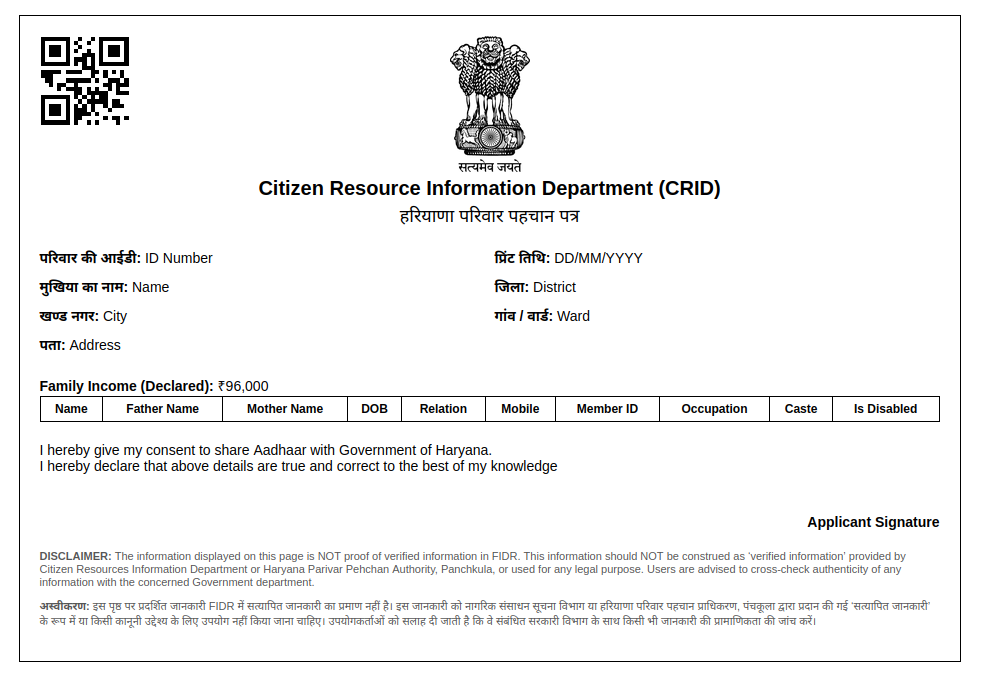 सत्यमेव जयते
Citizen Resource Information Department (CRID)
हरियाणा परिवार पहचान पत्र
परिवार की आईडी: ID Number
प्रिंट तिथि: DD/MM/YYYY
मुखिया का नाम: Name
जिला: District
खण्ड नगर: City
गांव / वार्ड: Ward
पता: Address
Family Income (Declared): ₹96,000
Name Father Name Mother Name DOB Relation Mobile Member ID Occupation Caste Is Disabled
I hereby give my consent to share Aadhaar with Government of Haryana.
I hereby declare that above details are true and correct to the best of my knowledge
Applicant Signature
DISCLAIMER: The information displayed on this page is NOT proof of verified information in FIDR. This information should NOT be construed as ‘verified information’ provided by
Citizen Resources Information Department or Haryana Parivar Pehchan Authority, Panchkula, or used for any legal purpose. Users are advised to cross-check authenticity of any
information with the concerned Government department.
अस्वीकरण: इस पृष्ठ पर प्रदर्शित जानकारी FIDR में सत्यापित जानकारी का प्रमाण नहीं है। इस जानकारी को नागरिक संसाधन सूचना विभाग या हरियाणा परिवार पहचान प्राधिकरण, पंचकूला द्वारा प्रदान की गई ‘सत्यापित जानकारी’
के रूप में या किसी कानूनी उद्देश्य के लिए उपयोग नहीं किया जाना चाहिए। उपयोगकर्ताओं को सलाह दी जाती है कि वे संबंधित सरकारी विभाग के साथ किसी भी जानकारी की प्रामाणिकता की जांच करें।